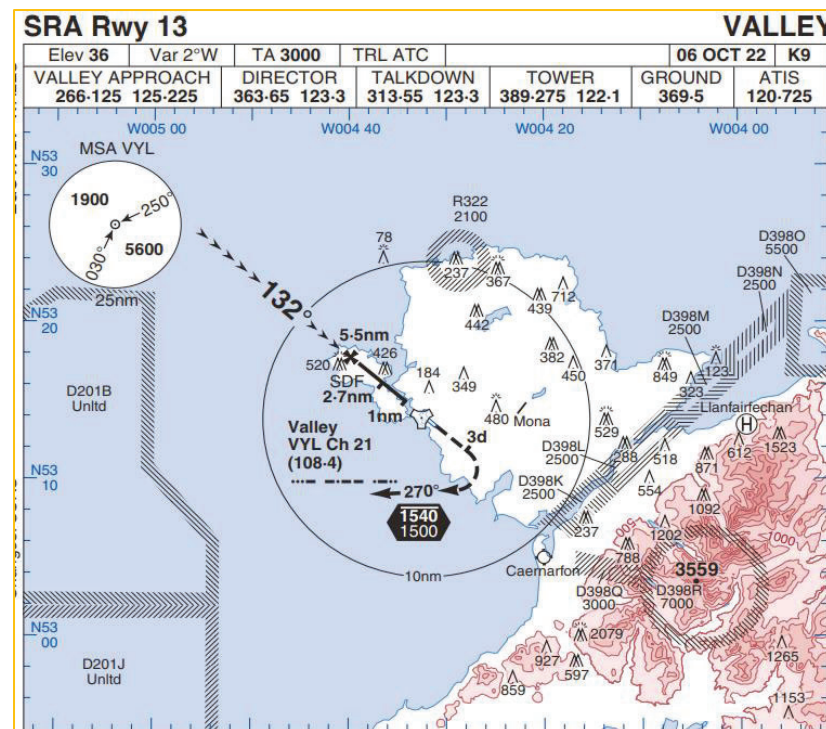 SRA Rwy 13
VALLEY
Elev 36
Var 2°W
TA 3000
TRL ATC
06 OCT 22
K9
VALLEY APPROACH
266·125 125·225
DIRECTOR
363·65 123·3
TALKDOWN
313·55 123·3
TOWER
389·275 122·1
GROUND
369·5
ATIS
120·725
W005 00
W004 40
W004 20
W004 00
N53
30
MSA VYL
1900
250°
5600
030°
25nm
R322
2100
78
237
367
712
439
442
D398O
5500
D398N
2500
D398M
2500
132°
N53
20
5·5nm
520
426
SDF
2·7nm
184
349
382
450
371
849
323
123
1nm
480
Mona
Llanfairfechan
H
D201B
Unltd
Valley
VYL Ch 21
(108·4)
3d
529
D398L
2500
288
518
612
1523
871
N53
10
270°
D398K
2500
554
1092
1540
1500
237
1202
1000
1000
788
3559
Caernarfon
10nm
D398Q
3000
D398R
7000
N53
00
2079
927
597
859
1265
1153
D201J
Unltd